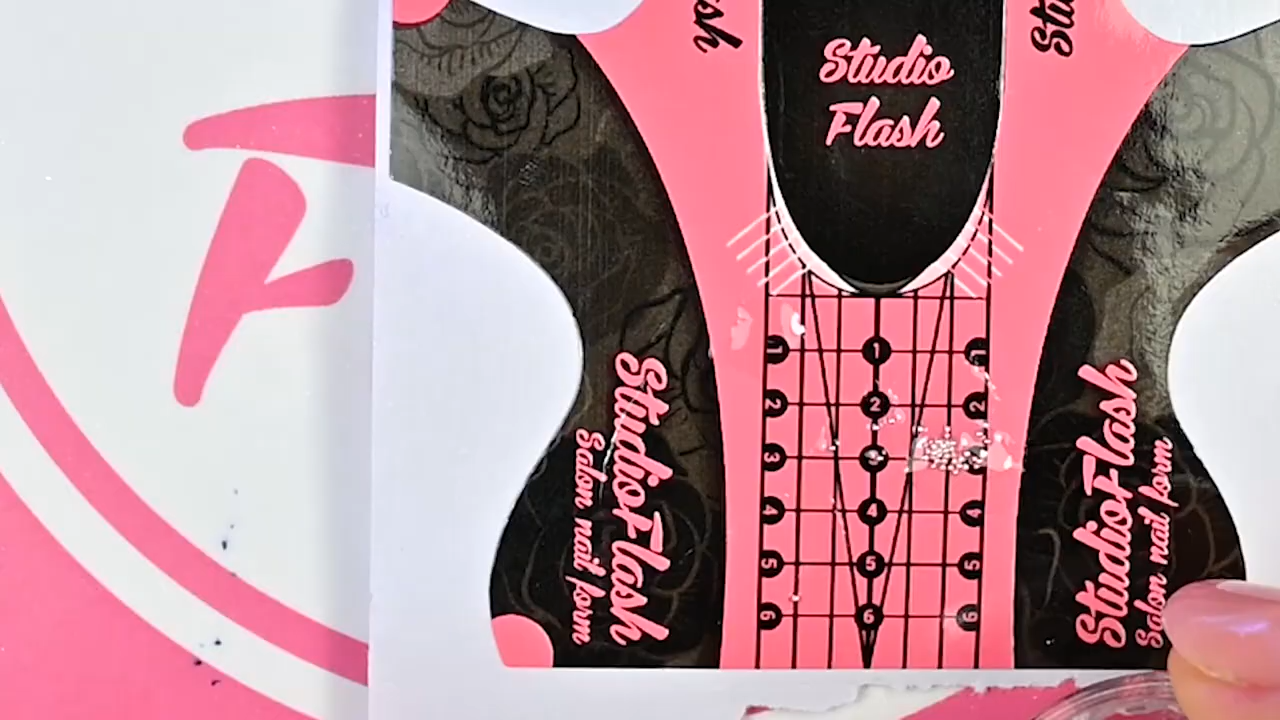 Studio
Flash
StudioFlash
Salon nail form
StudioFlash
Salon nail form
1 1 1
2 2 2
3 3 3
4 4 4
5 5 5
6 6 6